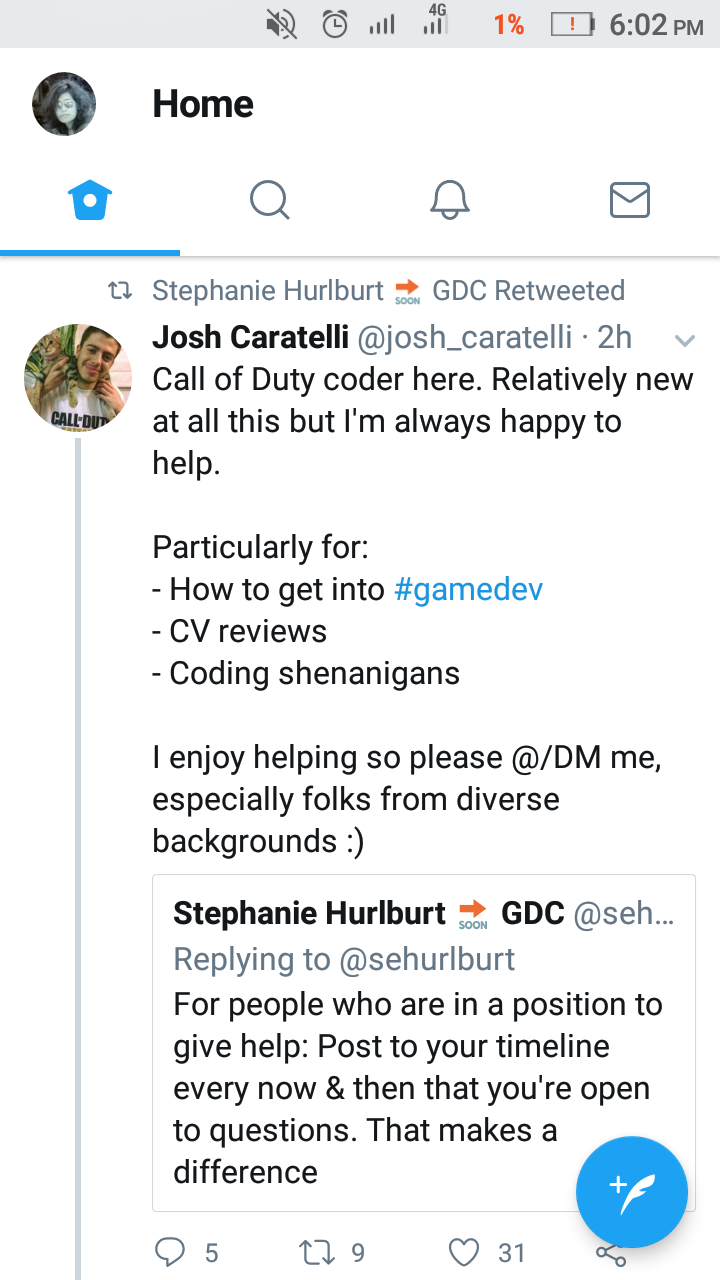 4G 1% ! 6:02 PM
Home
Stephanie Hurlburt SOON GDC Retweeted
Josh Caratelli @josh_caratelli · 2h
Call of Duty coder here. Relatively new
at all this but I'm always happy to
help.
Particularly for:
- How to get into #gamedev
- CV reviews
- Coding shenanigans
I enjoy helping so please @/DM me,
especially folks from diverse
backgrounds :)
Stephanie Hurlburt SOON GDC @seh...
Replying to @sehurlburt
For people who are in a position to
give help: Post to your timeline
every now & then that you're open
to questions. That makes a
difference
5 9 31
CALL OF DUTY